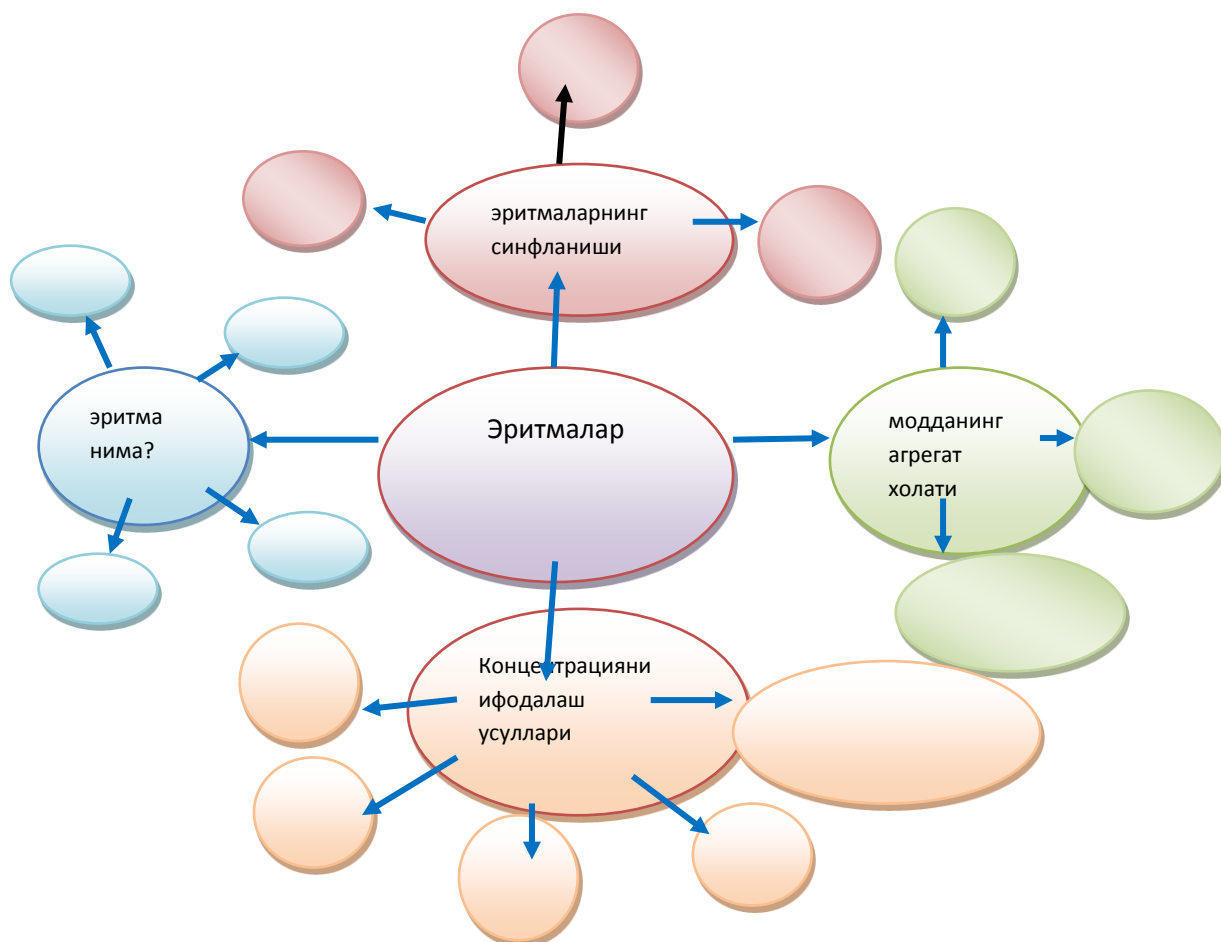 эритмаларнинг
синфланиши
эритма
нима?
Эритмалар
модданинг
агрегат
холати
Концентрацияни
ифодалаш
усуллари